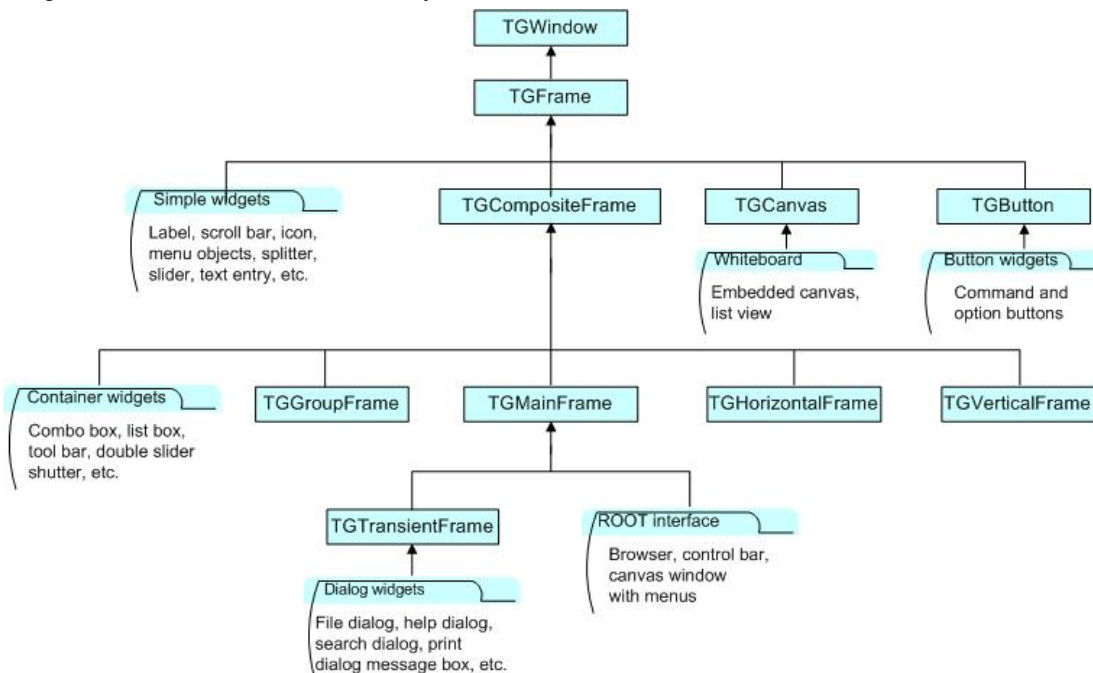 TGWindow
TGFrame
Simple widgets
Label, scroll bar, icon,
menu objects, splitter,
slider, text entry, etc.
TGCompositeFrame
TGCanvas
TGButton
Whiteboard
Embedded canvas,
list view
Button widgets
Command and
option buttons
Container widgets
Combo box, list box,
tool bar, double slider
shutter, etc.
TGGroupFrame
TGMainFrame
TGHorizontalFrame
TGVerticalFrame
TGTransientFrame
ROOT interface
Browser, control bar,
canvas window
with menus
Dialog widgets
File dialog, help dialog,
search dialog, print
dialog message box, etc.